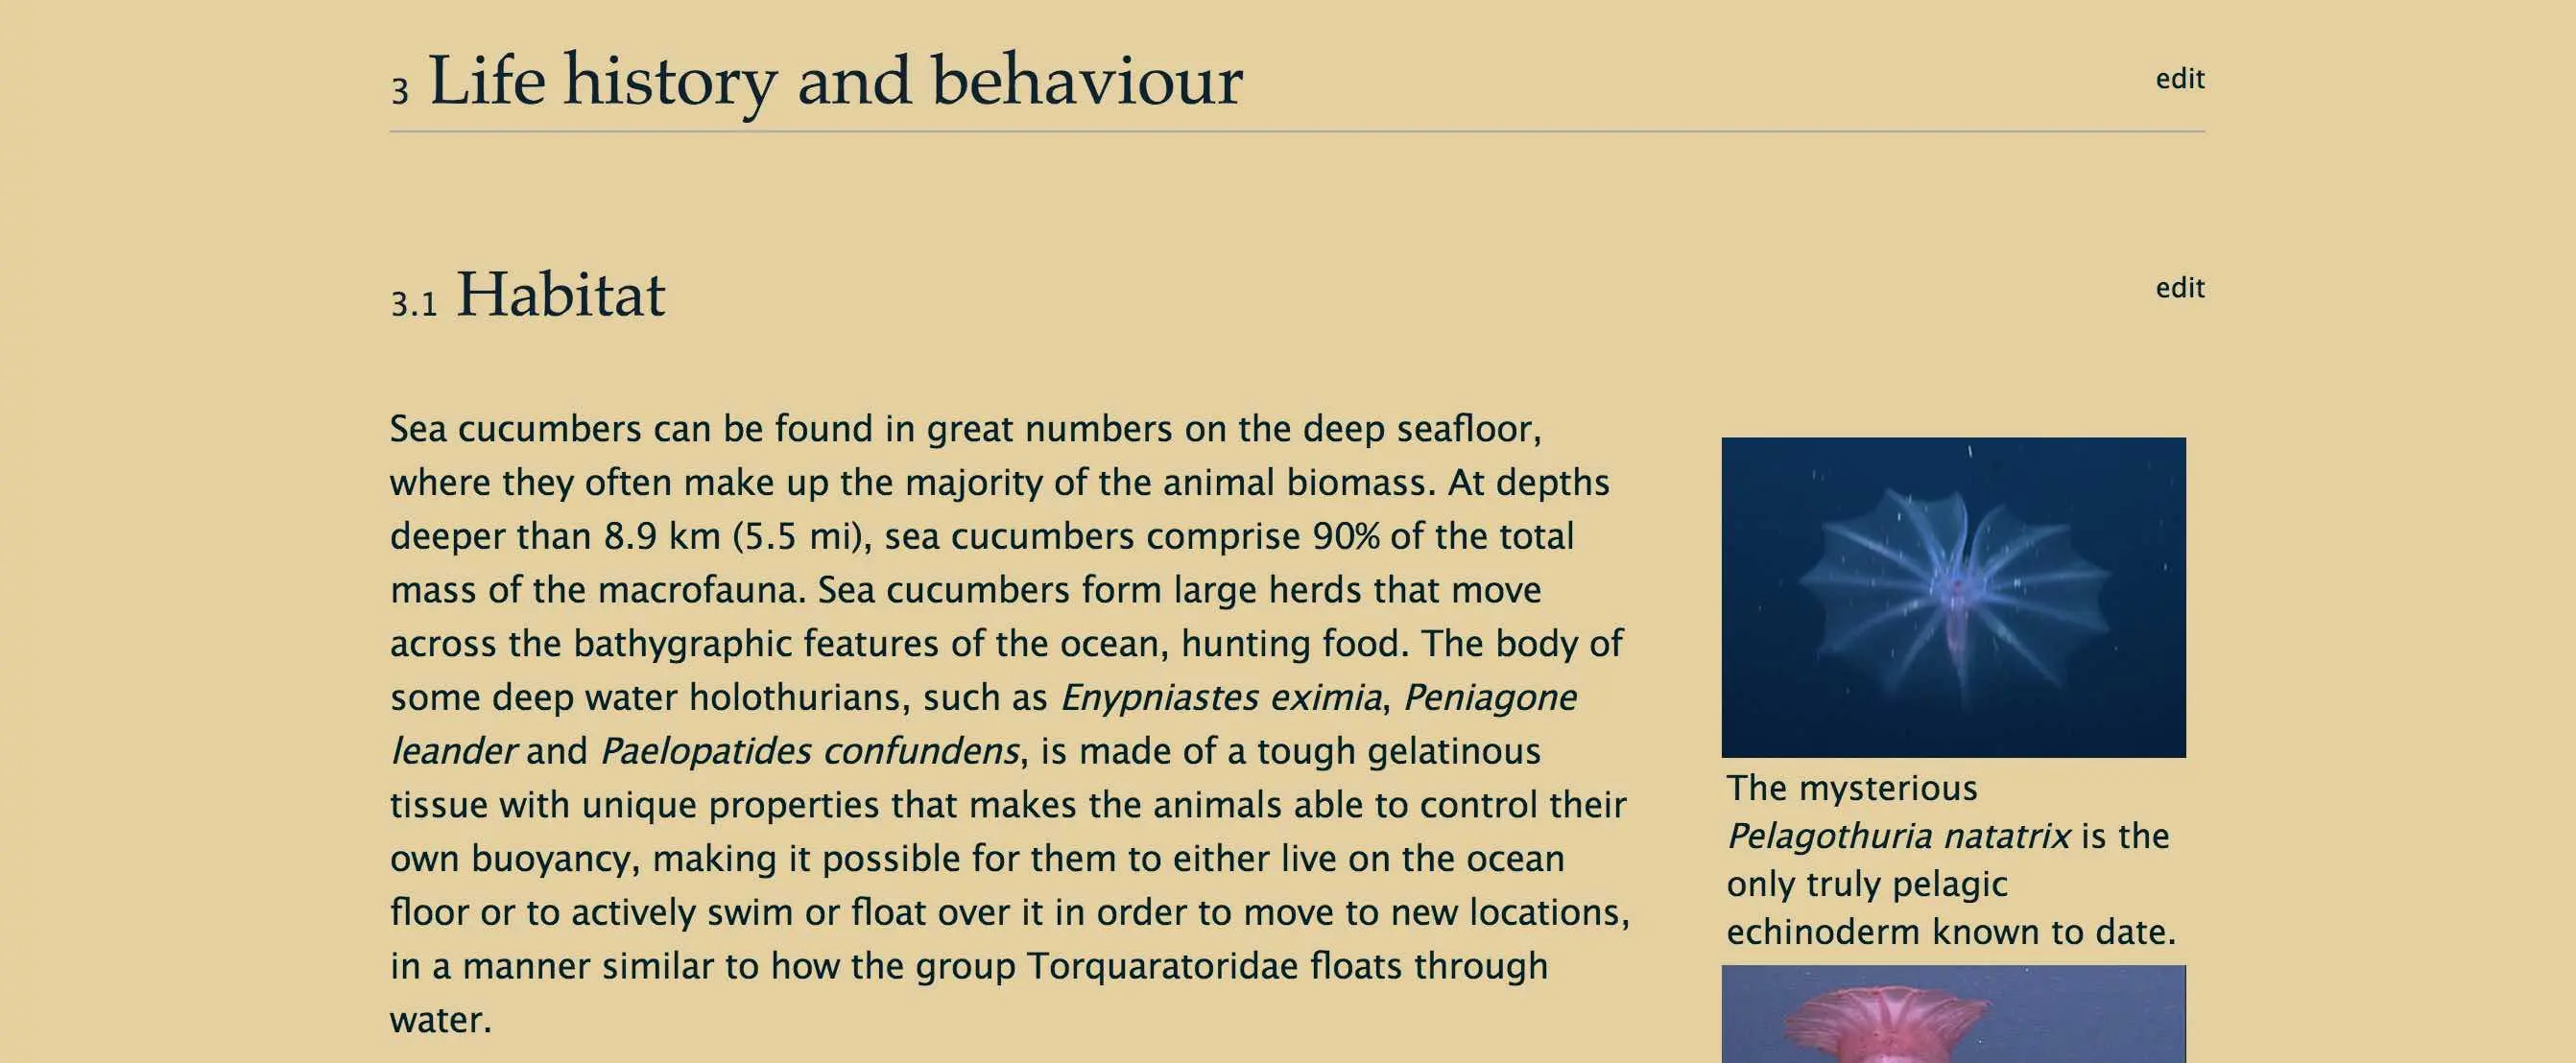 3 Life history and behaviour
edit
3.1 Habitat
edit
Sea cucumbers can be found in great numbers on the deep seafloor,
where they often make up the majority of the animal biomass. At depths
deeper than 8.9 km (5.5 mi), sea cucumbers comprise 90% of the total
mass of the macrofauna. Sea cucumbers form large herds that move
across the bathygraphic features of the ocean, hunting food. The body of
some deep water holothurians, such as Enypniastes eximia, Peniagone
leander and Paelopatides confundens, is made of a tough gelatinous
tissue with unique properties that makes the animals able to control their
own buoyancy, making it possible for them to either live on the ocean
floor or to actively swim or float over it in order to move to new locations,
in a manner similar to how the group Torquaratoridae floats through
water.
The mysterious
Pelagothuria natatrix is the
only truly pelagic
echinoderm known to date.